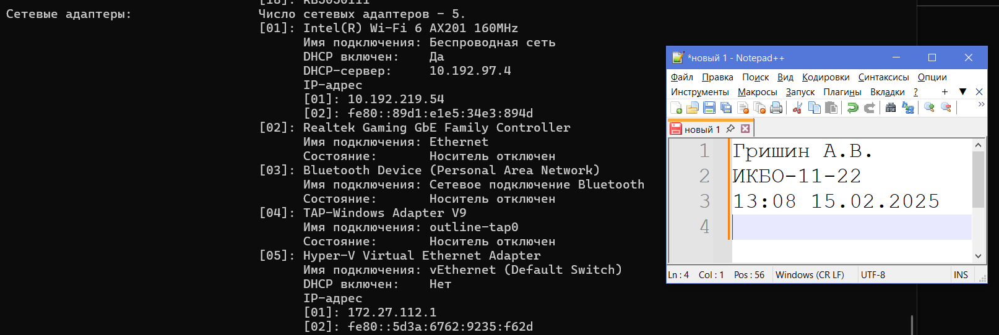 [18]: KB5050111
Сетевые адаптеры: Число сетевых адаптеров - 5.
[01]: Intel(R) Wi-Fi 6 AX201 160MHz
Имя подключения: Беспроводная сеть
DHCP включен: Да
DHCP-сервер: 10.192.97.4
IP-адрес
[01]: 10.192.219.54
[02]: fe80::89d1:e1e5:34e3:894d
[02]: Realtek Gaming GbE Family Controller
Имя подключения: Ethernet
Состояние: Носитель отключен
[03]: Bluetooth Device (Personal Area Network)
Имя подключения: Сетевое подключение Bluetooth
Состояние: Носитель отключен
[04]: TAP-Windows Adapter V9
Имя подключения: outline-tap0
Состояние: Носитель отключен
[05]: Hyper-V Virtual Ethernet Adapter
Имя подключения: vEthernet (Default Switch)
DHCP включен: Нет
IP-адрес
[01]: 172.27.112.1
[02]: fe80::5d3a:6762:9235:f62d
*новый 1 - Notepad++
Файл Правка Поиск Вид Кодировки Синтаксисы Опции
Инструменты Макросы Запуск Плагины Вкладки ? + ▼ X
новый 1
1 Гришин А.В.
2 ИКБО-11-22
3 13:08 15.02.2025
4
Ln : 4 Col : 1 Pos : 56 Windows (CR LF) UTF-8 INS